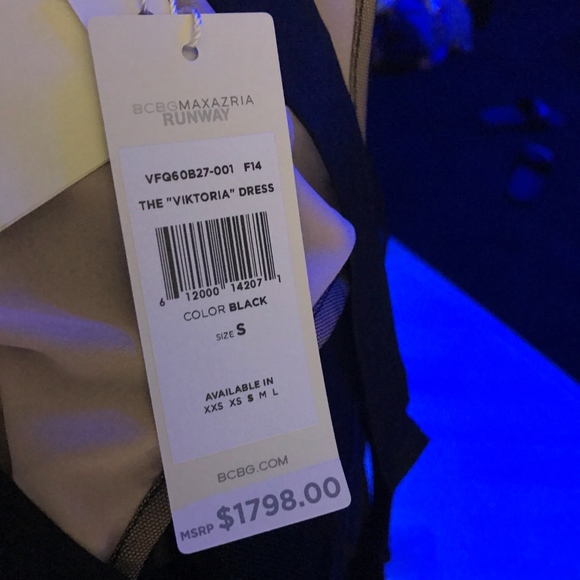 BCBGMAXAZRIA
RUNWAY
VFQ60B27-001 F14
THE "VIKTORIA" DRESS
6 12000 14207 1
COLOR BLACK
SIZE S
AVAILABLE IN
XXS XS S M L
BCBG.COM
MSRP $1798.00